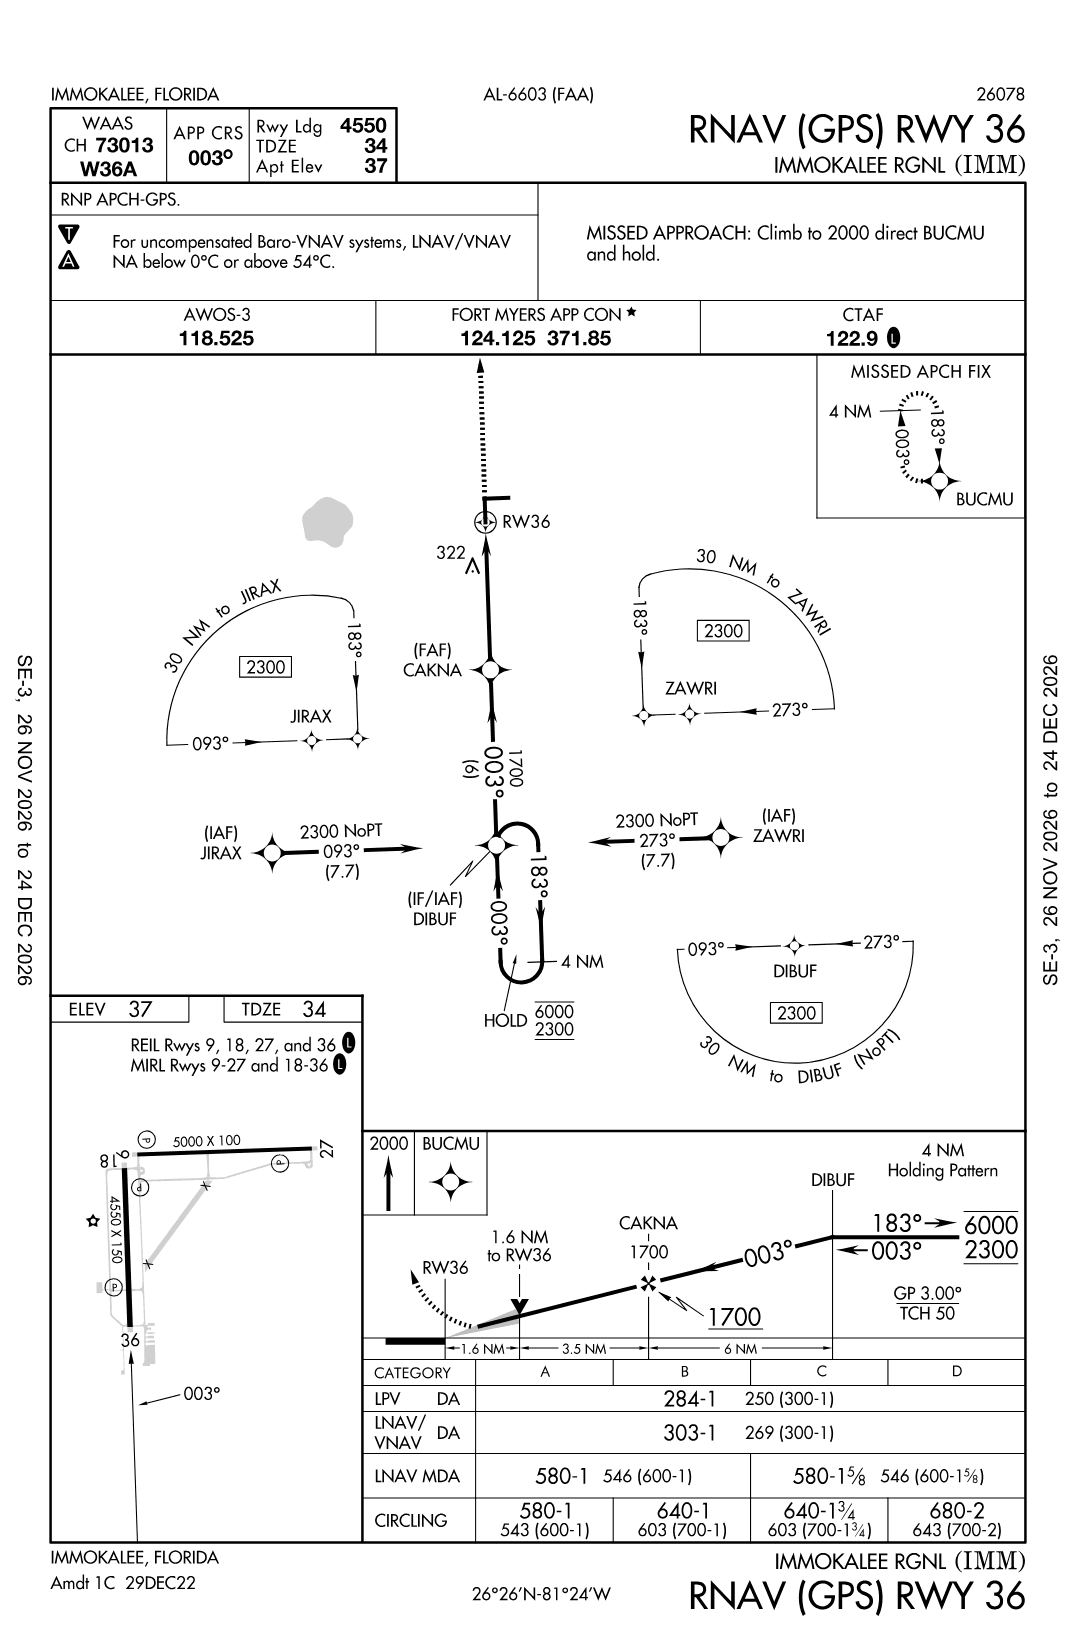 IMMOKALEE, FLORIDA
AL-6603 (FAA)
26078
WAAS
CH 73013
W36A
APP CRS
003°
Rwy Ldg 4550
TDZE 34
Apt Elev 37
RNAV (GPS) RWY 36
IMMOKALEE RGNL (IMM)
RNP APCH-GPS.
T
A
For uncompensated Baro-VNAV systems, LNAV/VNAV
NA below 0°C or above 54°C.
MISSED APPROACH: Climb to 2000 direct BUCMU
and hold.
AWOS-3
118.525
FORT MYERS APP CON ★
124.125 371.85
CTAF
122.9 L
MISSED APCH FIX
4 NM
003°
183°
BUCMU
RW36
322
30 NM to JIRAX
183°
2300
JIRAX
093°
30 NM to ZAWRI
183°
2300
ZAWRI
273°
(FAF)
CAKNA
1700
003°
(6)
(IAF)
JIRAX
2300 NoPT
093°
(7.7)
2300 NoPT
273°
(7.7)
(IAF)
ZAWRI
(IF/IAF)
DIBUF
183°
003°
4 NM
HOLD
6000
2300
093°
273°
DIBUF
2300
30 NM to DIBUF (NoPT)
SE-3, 26 NOV 2026 to 24 DEC 2026
SE-3, 26 NOV 2026 to 24 DEC 2026
ELEV 37
TDZE 34
REIL Rwys 9, 18, 27, and 36 L
MIRL Rwys 9-27 and 18-36 L
P
5000 X 100
27
9
18
P
P
4550 X 150
P
36
003°
2000
BUCMU
4 NM
Holding Pattern
DIBUF
183°
6000
003°
2300
CAKNA
1700
003°
1.6 NM
to RW36
RW36
1700
GP 3.00°
TCH 50
1.6 NM
3.5 NM
6 NM
CATEGORY A B C D
LPV DA 284-1 250 (300-1)
LNAV/
VNAV DA 303-1 269 (300-1)
LNAV MDA 580-1 546 (600-1) 580-1⅝ 546 (600-1⅝)
CIRCLING
580-1
543 (600-1)
640-1
603 (700-1)
640-1¾
603 (700-1¾)
680-2
643 (700-2)
IMMOKALEE, FLORIDA
Amdt 1C 29DEC22
26°26'N-81°24'W
IMMOKALEE RGNL (IMM)
RNAV (GPS) RWY 36